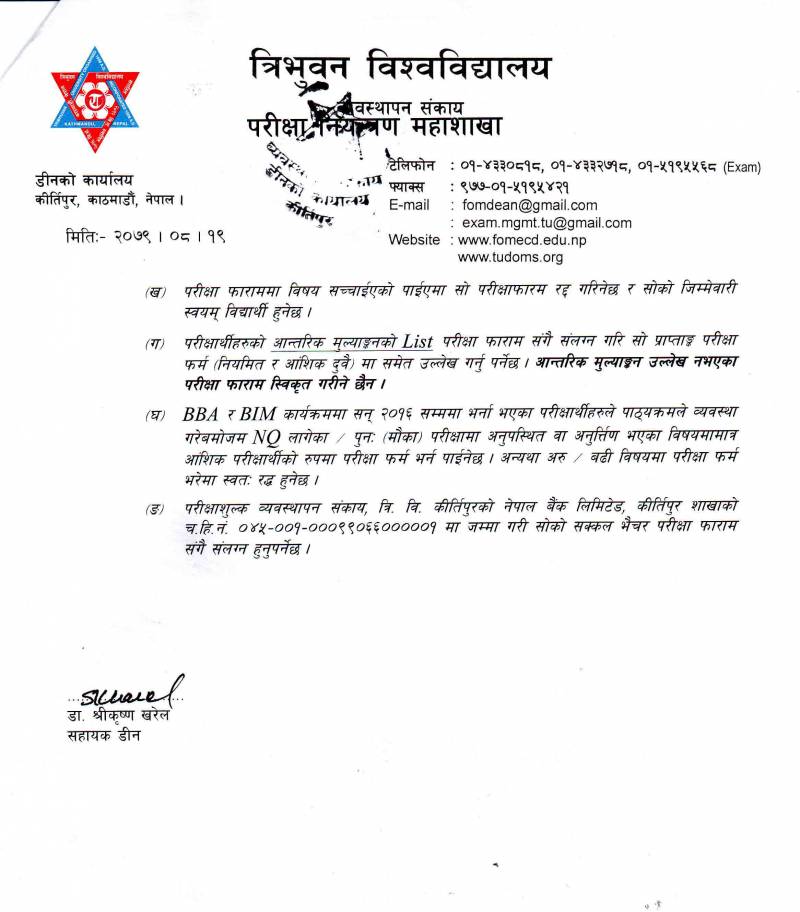 त्रिभुवन विश्वविद्यालय
व्यवस्थापन संकाय
परीक्षा नियन्त्रण महाशाखा
KATHMANDU, NEPAL
डीनको कार्यालय
कीर्तिपुर
डीनको कार्यालय
कीर्तिपुर, काठमाडौं, नेपाल ।
मितिः- २०७९ । ०८ । १९
टेलिफोन : ०१-४३३०८१८, ०१-४३३२७१८, ०१-५१९५५६८ (Exam)
फ्याक्स : ९७७-०१-५१९५४२१
E-mail : fomdean@gmail.com
: exam.mgmt.tu@gmail.com
Website : www.fomecd.edu.np
www.tudoms.org
(ख) परीक्षा फाराममा विषय सच्चाईएको पाईएमा सो परीक्षाफारम रद्द गरिनेछ र सोको जिम्मेवारी
स्वयम् विद्यार्थी हुनेछ ।
(ग) परीक्षार्थीहरुको आन्तरिक मुल्याङ्कनको List परीक्षा फाराम संगै संलग्न गरि सो प्राप्ताङ्क परीक्षा
फर्म (नियमित र आंशिक दुवै) मा समेत उल्लेख गर्नु पर्नेछ । आन्तरिक मुल्याङ्कन उल्लेख नभएका
परीक्षा फाराम स्विकृत गरीने छैन ।
(घ) BBA र BIM कार्यक्रममा सन् २०१६ सम्ममा भर्ना भएका परीक्षार्थीहरुले पाठ्यक्रमले व्यवस्था
गरेबमोजम NQ लागेका / पुनः (मौका) परीक्षामा अनुपस्थित वा अनुर्त्तिण भएका विषयमामात्र
आंशिक परीक्षार्थीको रुपमा परीक्षा फर्म भर्न पाईनेछ । अन्यथा अरु / बढी विषयमा परीक्षा फर्म
भरेमा स्वतः रद्ध हुनेछ ।
(ङ) परीक्षाशुल्क व्यवस्थापन संकाय, त्रि. वि. कीर्तिपुरको नेपाल बैंक लिमिटेड, कीर्तिपुर शाखाको
च.हि.नं. ०४५-००१-०००९९०६६०००००१ मा जम्मा गरी सोको सक्कल भैचर परीक्षा फाराम
संगै संलग्न हुनुपर्नेछ ।
डा. श्रीकृष्ण खरेल
सहायक डीन